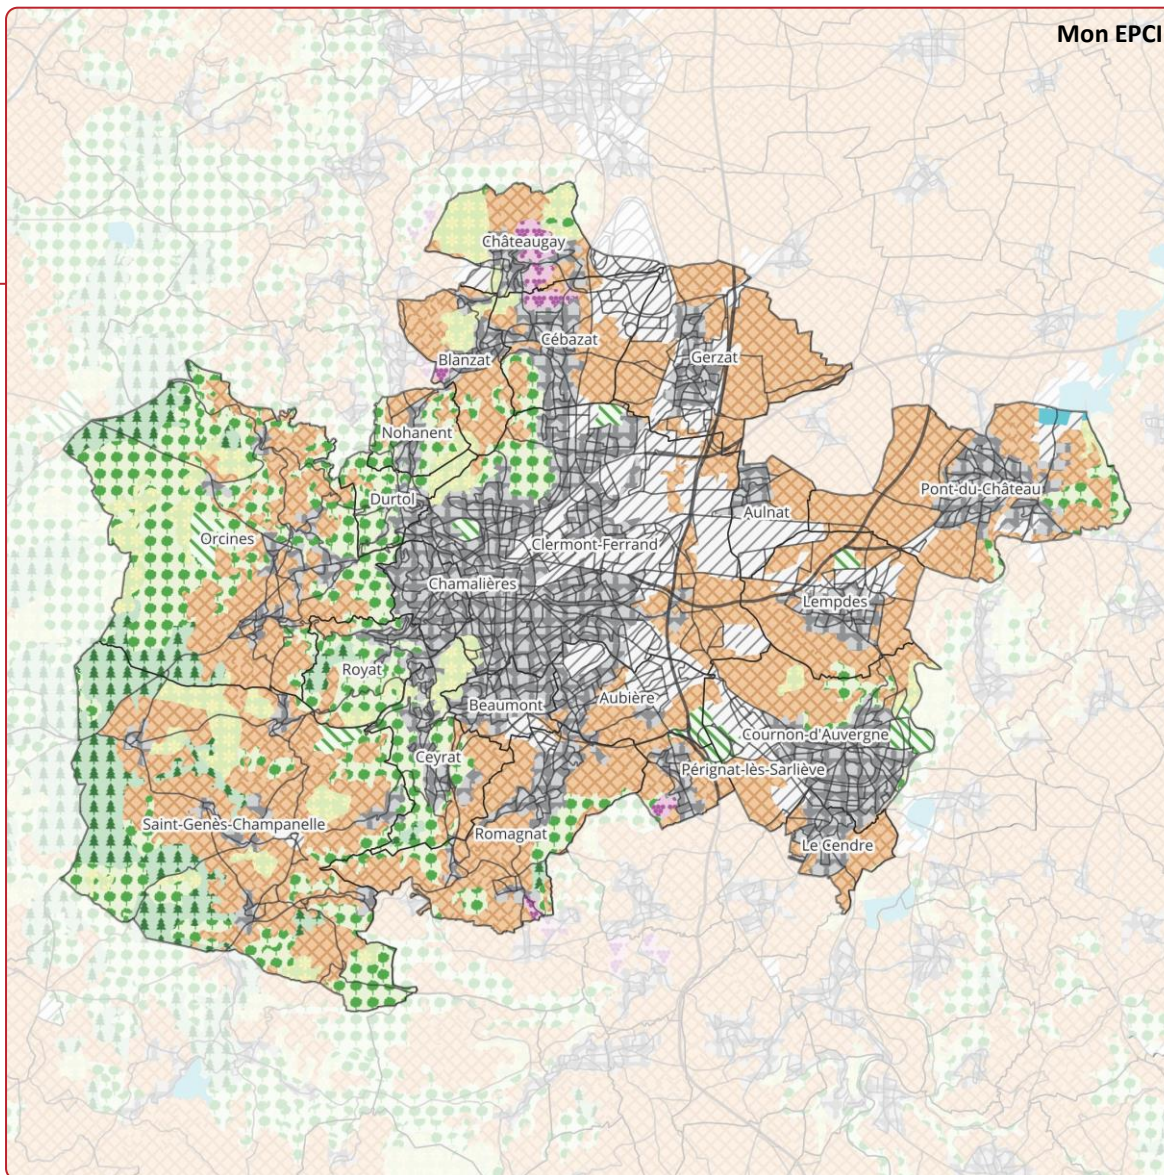 Mon EPCI
Châteaugay
Cébazat
Blanzat
Gerzat
Nohanent
Durtol
Pont-du-Château
Aulnat
Orcines
Clermont-Ferrand
Chamalières
Lempdes
Royat
Aubière
Beaumont
Cournon-d'Auvergne
Ceyrat
Pérignat-lès-Sarliève
Saint-Genès-Champanelle
Romagnat
Le Cendre